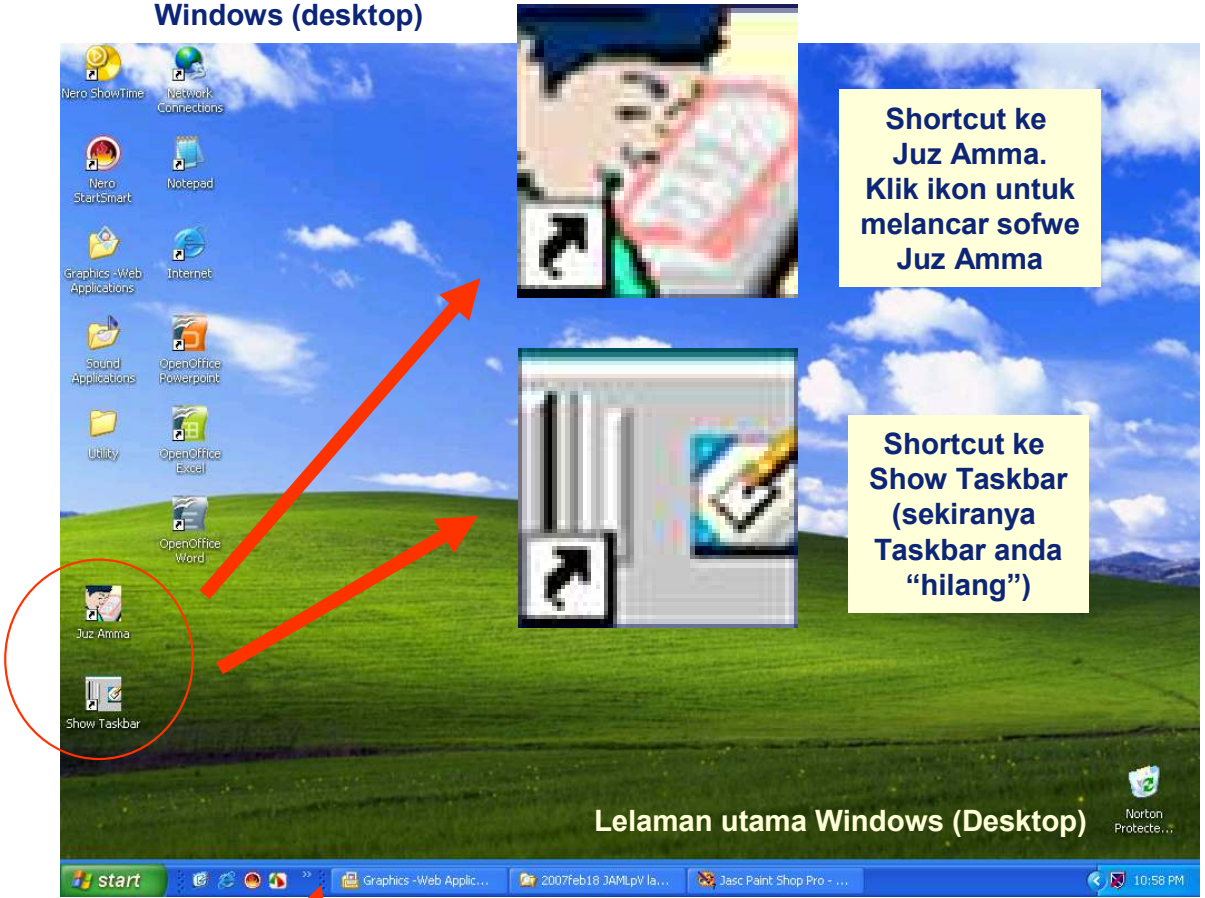 Windows (desktop)
Nero ShowTime
Network
Connections
Nero
StartSmart
Notepad
Graphics -Web
Applications
Internet
Sound
Applications
OpenOffice
Powerpoint
Utility
OpenOffice
Excel
OpenOffice
Word
Juz Amma
Show Taskbar
Shortcut ke
Juz Amma.
Klik ikon untuk
melancar sofwe
Juz Amma
Shortcut ke
Show Taskbar
(sekiranya
Taskbar anda
“hilang”)
Lelaman utama Windows (Desktop)
Norton
Protecte...
start
Graphics -Web Applic...
2007feb18 JAMLpV la...
Jasc Paint Shop Pro - ...
10:58 PM